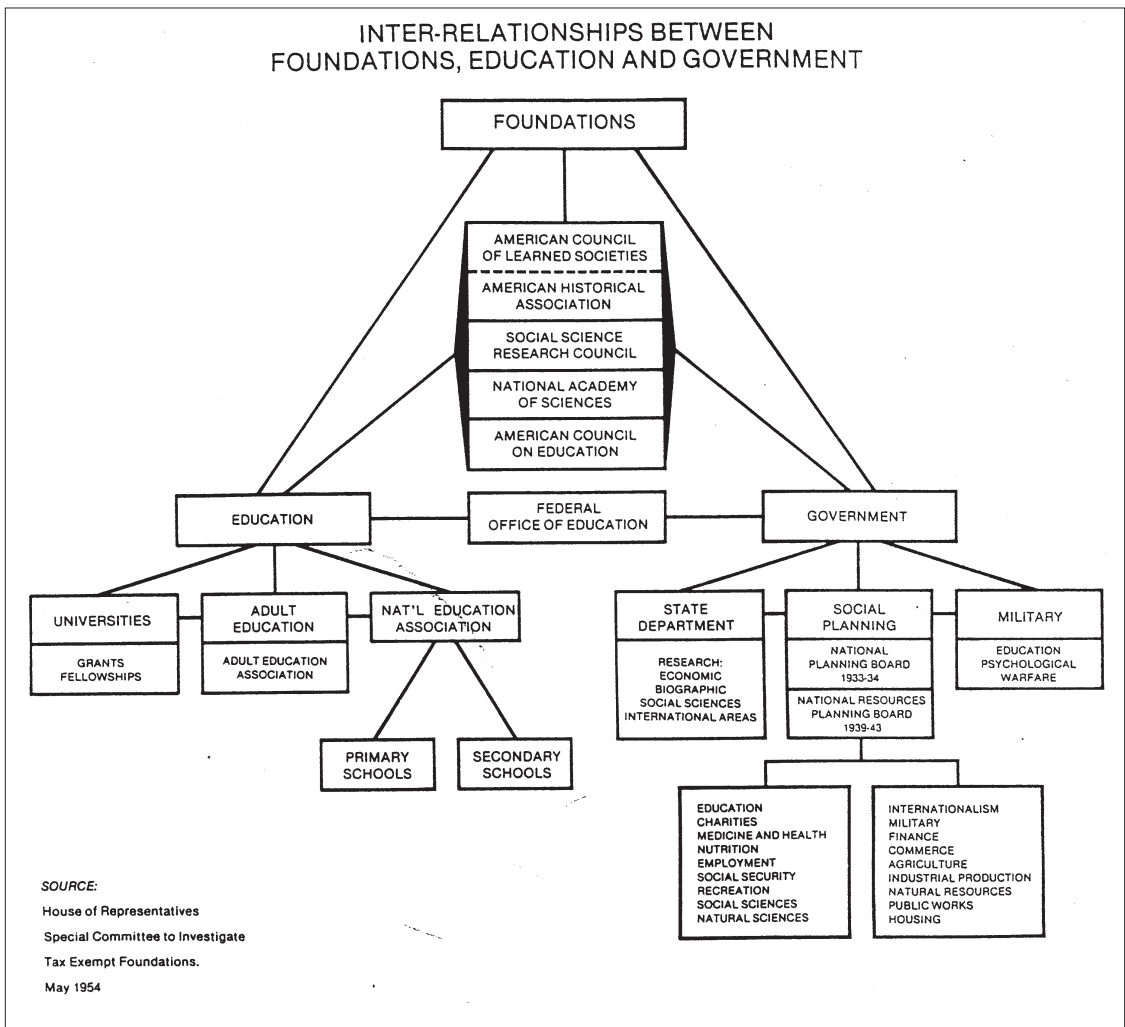 INTER-RELATIONSHIPS BETWEEN
FOUNDATIONS, EDUCATION AND GOVERNMENT
FOUNDATIONS
AMERICAN COUNCIL
OF LEARNED SOCIETIES
AMERICAN HISTORICAL
ASSOCIATION
SOCIAL SCIENCE
RESEARCH COUNCIL
NATIONAL ACADEMY
OF SCIENCES
AMERICAN COUNCIL
ON EDUCATION
EDUCATION
FEDERAL
OFFICE OF EDUCATION
GOVERNMENT
UNIVERSITIES
GRANTS
FELLOWSHIPS
ADULT
EDUCATION
ADULT EDUCATION
ASSOCIATION
NAT'L EDUCATION
ASSOCIATION
PRIMARY
SCHOOLS
SECONDARY
SCHOOLS
STATE
DEPARTMENT
RESEARCH:
ECONOMIC
BIOGRAPHIC
SOCIAL SCIENCES
INTERNATIONAL AREAS
SOCIAL
PLANNING
NATIONAL
PLANNING BOARD
1933-34
NATIONAL RESOURCES
PLANNING BOARD
1939-43
MILITARY
EDUCATION
PSYCHOLOGICAL
WARFARE
EDUCATION
CHARITIES
MEDICINE AND HEALTH
NUTRITION
EMPLOYMENT
SOCIAL SECURITY
RECREATION
SOCIAL SCIENCES
NATURAL SCIENCES
INTERNATIONALISM
MILITARY
FINANCE
COMMERCE
AGRICULTURE
INDUSTRIAL PRODUCTION
NATURAL RESOURCES
PUBLIC WORKS
HOUSING
SOURCE:
House of Representatives
Special Committee to Investigate
Tax Exempt Foundations.
May 1954